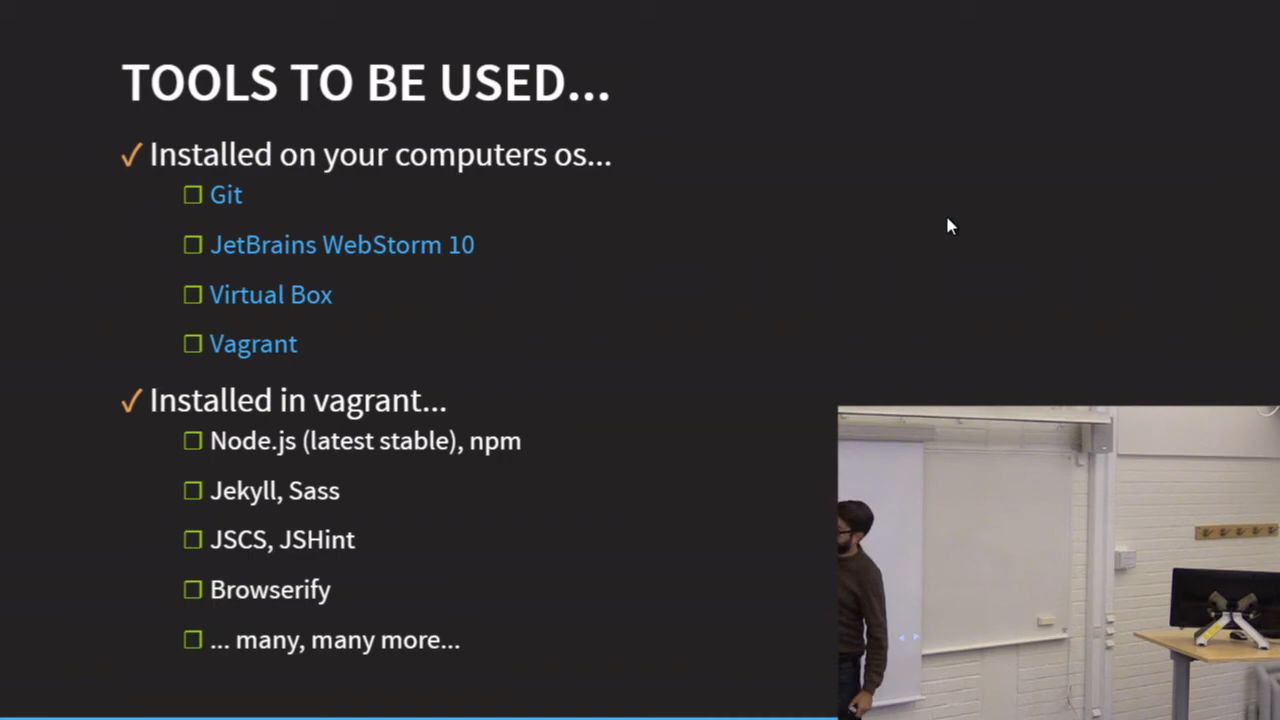 TOOLS TO BE USED...
✓ Installed on your computers os...
❐ Git
❐ JetBrains WebStorm 10
❐ Virtual Box
❐ Vagrant
✓ Installed in vagrant...
❐ Node.js (latest stable), npm
❐ Jekyll, Sass
❐ JSCS, JSHint
❐ Browserify
❐ ... many, many more...